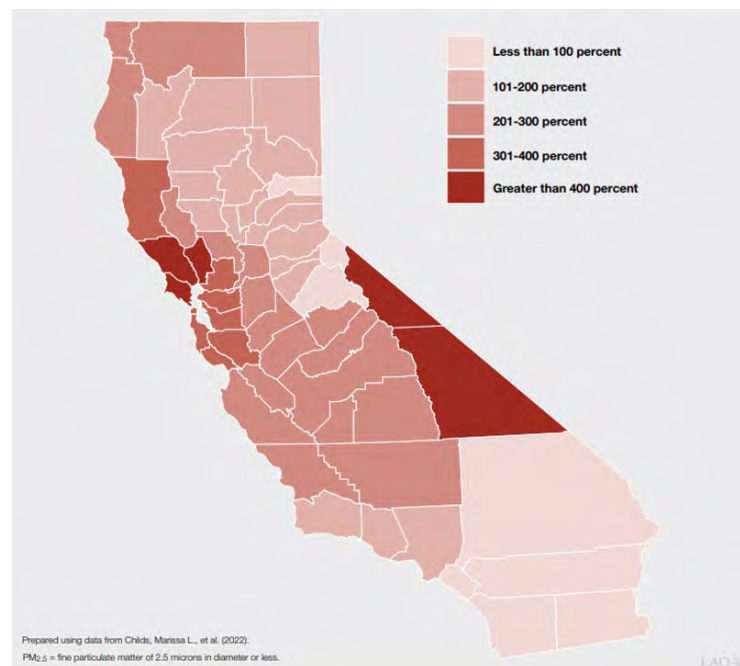 Less than 100 percent
101-200 percent
201-300 percent
301-400 percent
Greater than 400 percent
Prepared using data from Childs, Marissa L., et al. (2022).
PM2.5 = fine particulate matter of 2.5 microns in diameter or less.